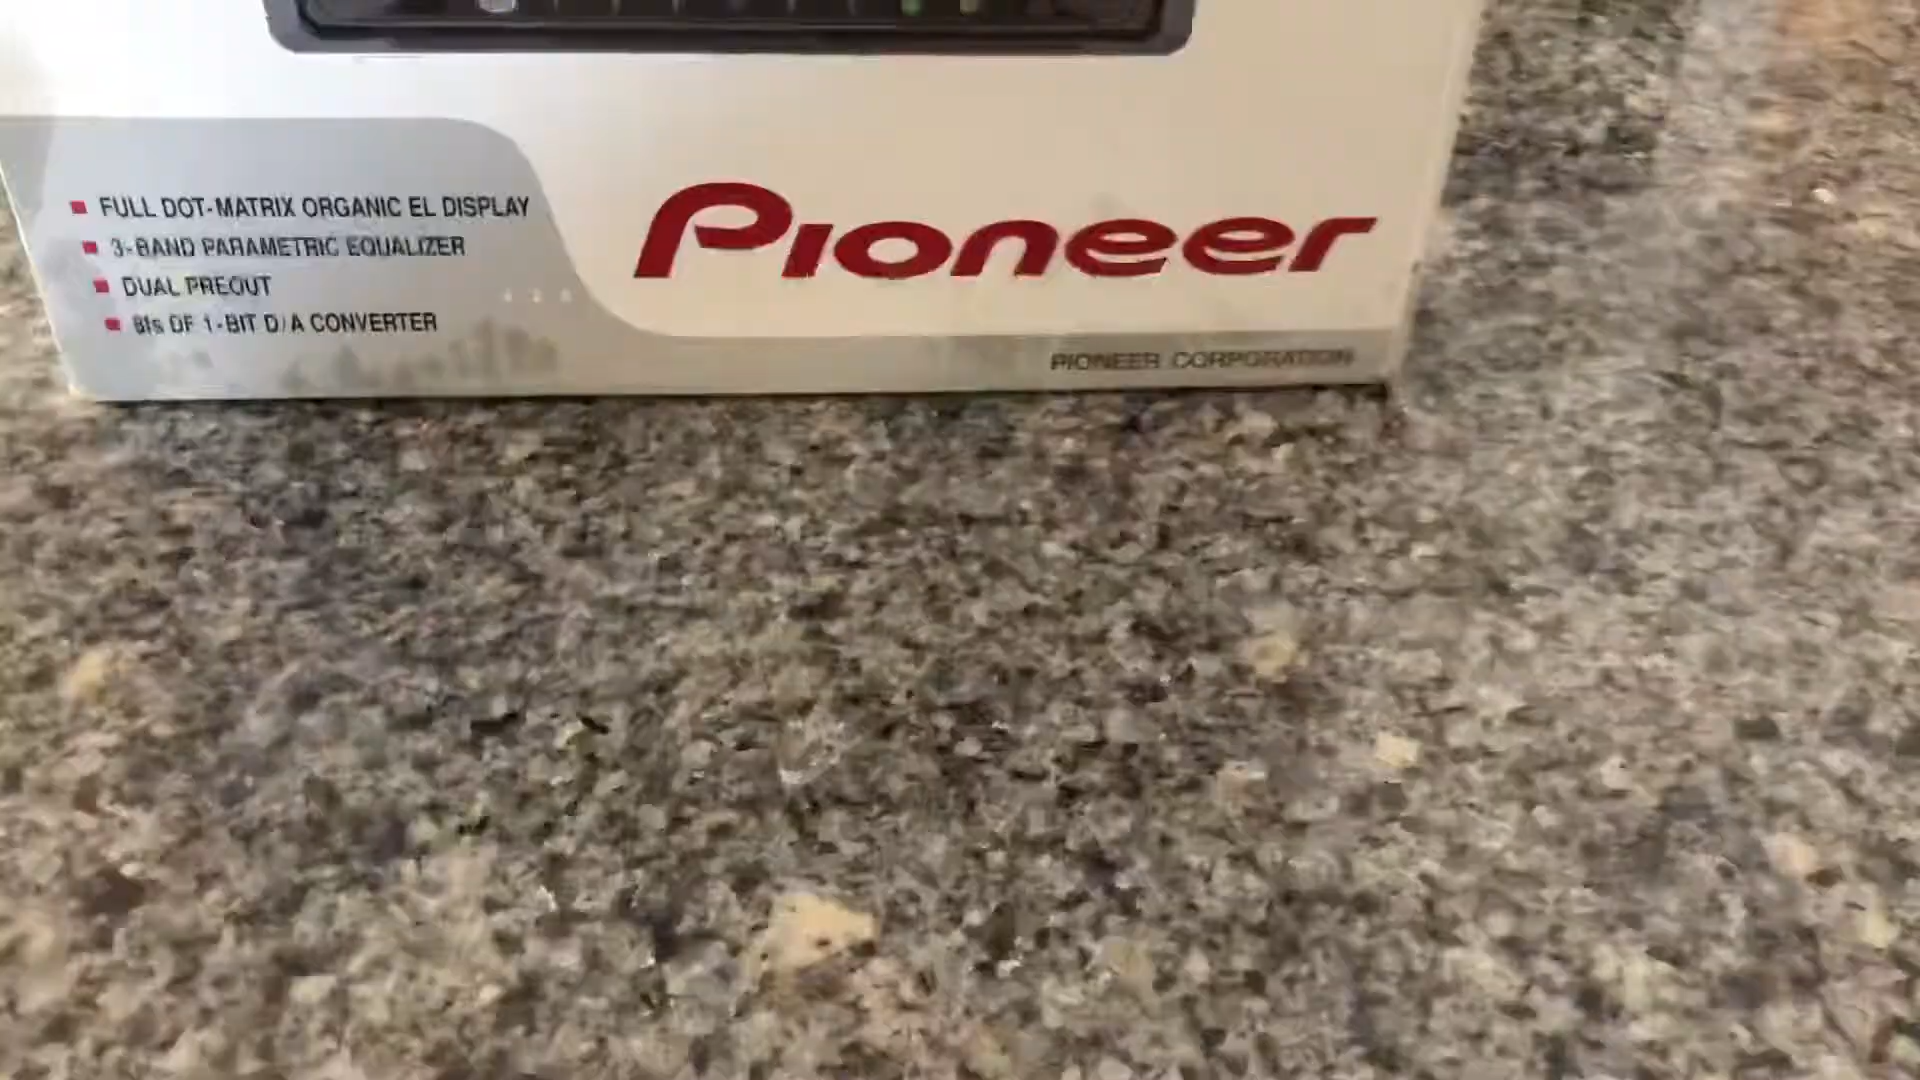 FULL DOT-MATRIX ORGANIC EL DISPLAY
3-BAND PARAMETRIC EQUALIZER
DUAL PREOUT
8fs OF 1-BIT D/A CONVERTER
Pioneer
PIONEER CORPORATION